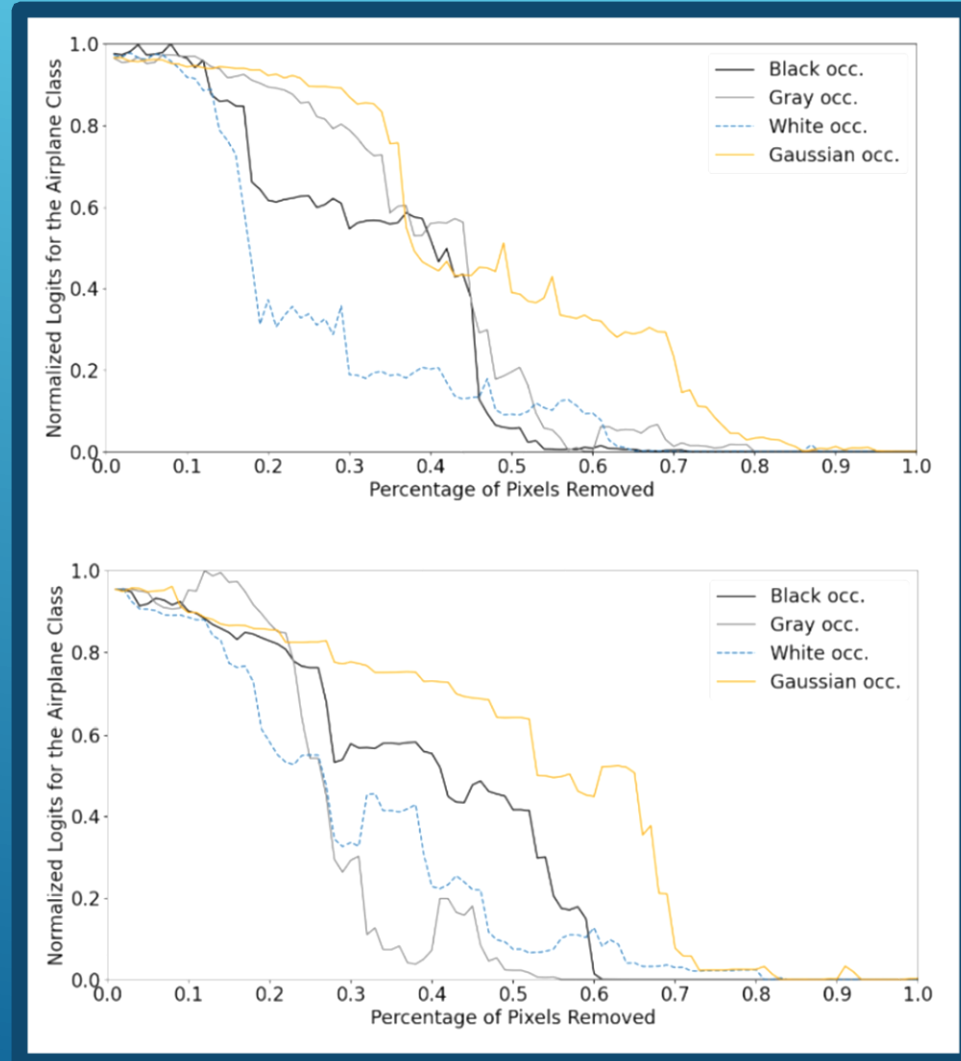 Normalized Logits for the Airplane Class
1.0
0.8
0.6
0.4
0.2
0.0
Black occ.
Gray occ.
White occ.
Gaussian occ.
0.0 0.1 0.2 0.3 0.4 0.5 0.6 0.7 0.8 0.9 1.0
Percentage of Pixels Removed
Normalized Logits for the Airplane Class
1.0
0.8
0.6
0.4
0.2
0.0
Black occ.
Gray occ.
White occ.
Gaussian occ.
0.0 0.1 0.2 0.3 0.4 0.5 0.6 0.7 0.8 0.9 1.0
Percentage of Pixels Removed